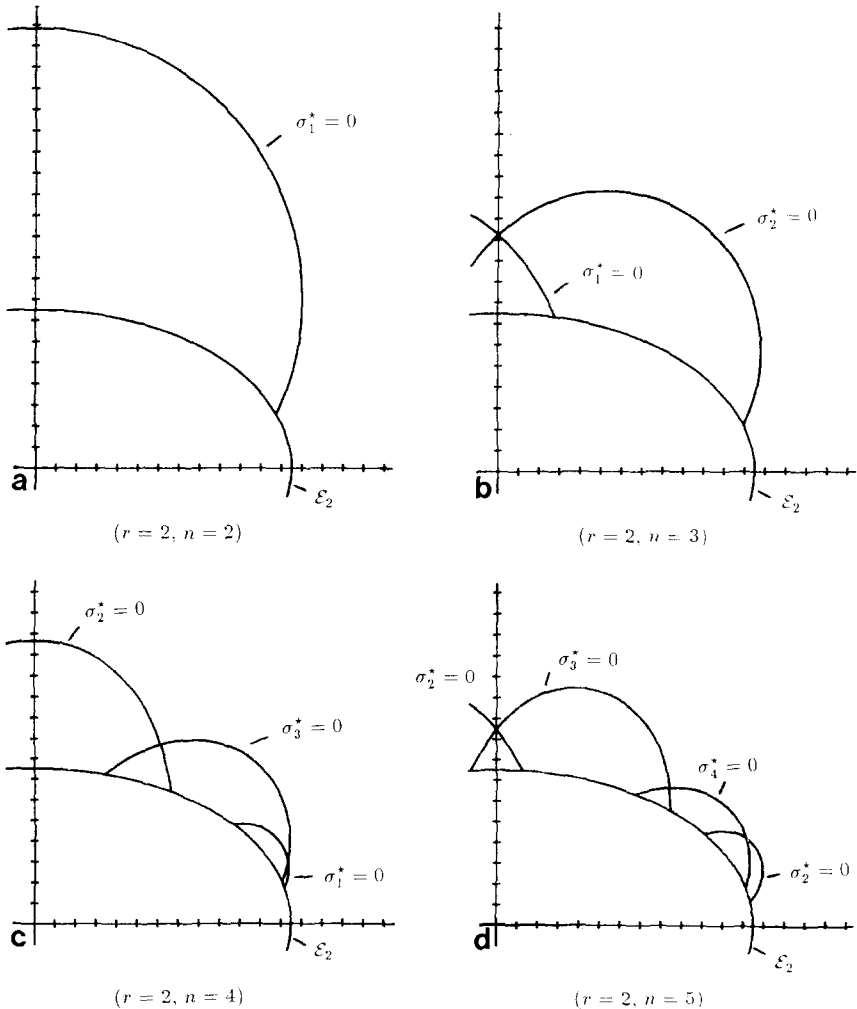 σ₁* = 0
ℰ₂
a
(r = 2, n = 2)
σ₂* = 0
σ₁* = 0
ℰ₂
b
(r = 2, n = 3)
σ₂* = 0
σ₃* = 0
σ₁* = 0
ℰ₂
c
(r = 2, n = 4)
σ₃* = 0
σ₂* = 0
σ₄* = 0
σ₂* = 0
ℰ₂
d
(r = 2, n = 5)